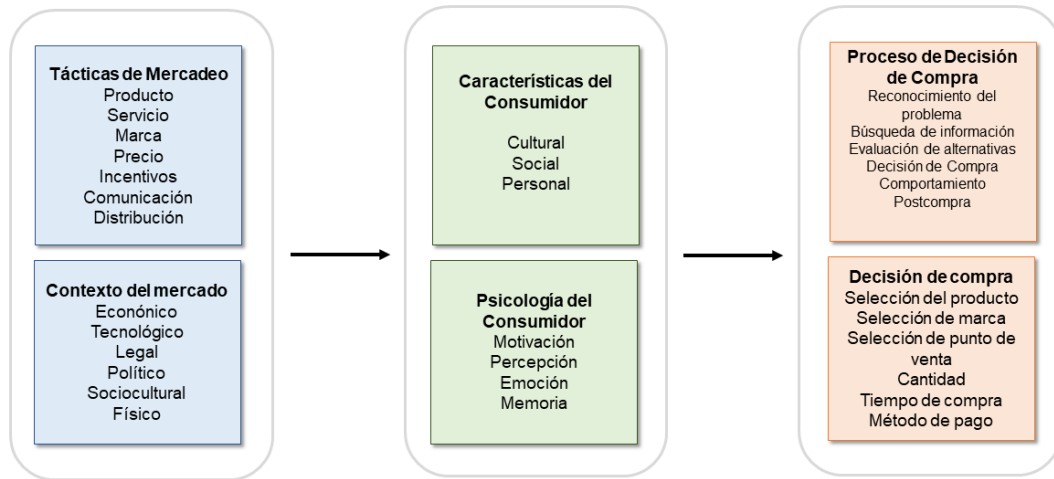 Tácticas de Mercadeo
Producto
Servicio
Marca
Precio
Incentivos
Comunicación
Distribución
Contexto del mercado
Econónico
Tecnológico
Legal
Político
Sociocultural
Físico
Características del
Consumidor
Cultural
Social
Personal
Psicología del
Consumidor
Motivación
Percepción
Emoción
Memoria
Proceso de Decisión
de Compra
Reconocimiento del
problema
Búsqueda de información
Evaluación de alternativas
Decisión de Compra
Comportamiento
Postcompra
Decisión de compra
Selección del producto
Selección de marca
Selección de punto de
venta
Cantidad
Tiempo de compra
Método de pago